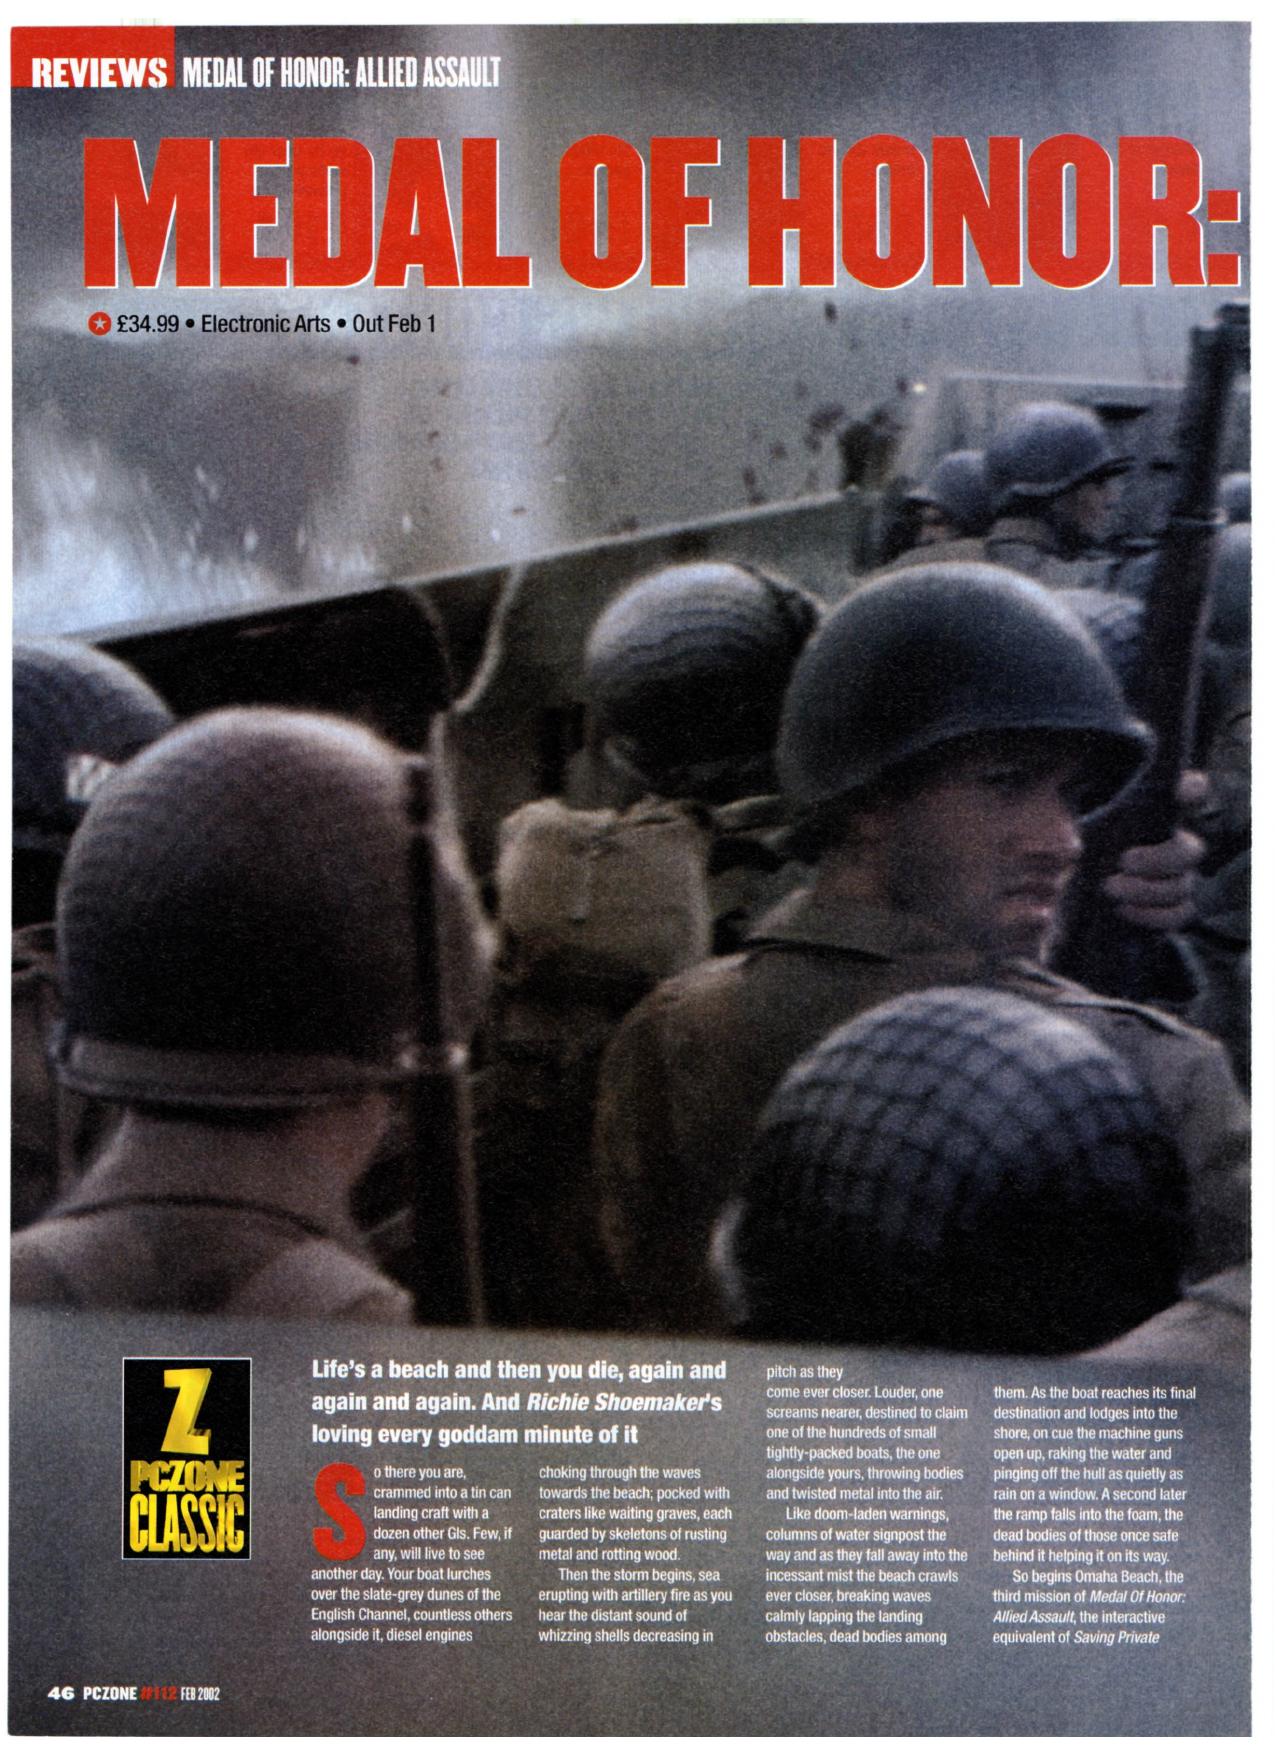 REVIEWS MEDAL OF HONOR: ALLIED ASSAULT
MEDAL OF HONOR:
£34.99 • Electronic Arts • Out Feb 1
Z
PCZONE
CLASSIC
Life's a beach and then you die, again and
again and again. And Richie Shoemaker's
loving every goddam minute of it
So there you are,
crammed into a tin can
landing craft with a
dozen other GIs. Few, if
any, will live to see
another day. Your boat lurches
over the slate-grey dunes of the
English Channel, countless others
alongside it, diesel engines
choking through the waves
towards the beach; pocked with
craters like waiting graves, each
guarded by skeletons of rusting
metal and rotting wood.
Then the storm begins, sea
erupting with artillery fire as you
hear the distant sound of
whizzing shells decreasing in
pitch as they
come ever closer. Louder, one
screams nearer, destined to claim
one of the hundreds of small
tightly-packed boats, the one
alongside yours, throwing bodies
and twisted metal into the air.
Like doom-laden warnings,
columns of water signpost the
way and as they fall away into the
incessant mist the beach crawls
ever closer, breaking waves
calmly lapping the landing
obstacles, dead bodies among
them. As the boat reaches its final
destination and lodges into the
shore, on cue the machine guns
open up, raking the water and
pinging off the hull as quietly as
rain on a window. A second later
the ramp falls into the foam, the
dead bodies of those once safe
behind it helping it on its way.
So begins Omaha Beach, the
third mission of Medal Of Honor:
Allied Assault, the interactive
equivalent of Saving Private
46 PCZONE #112 FEB 2002